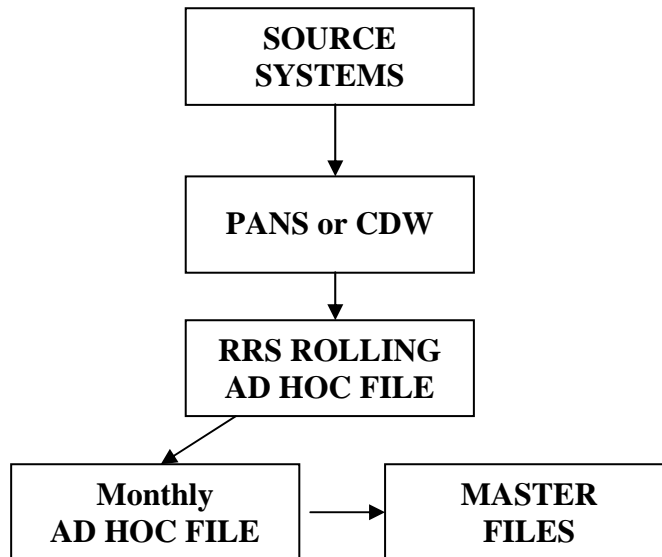 SOURCE
SYSTEMS
PANS or CDW
RRS ROLLING
AD HOC FILE
Monthly
AD HOC FILE
MASTER
FILES